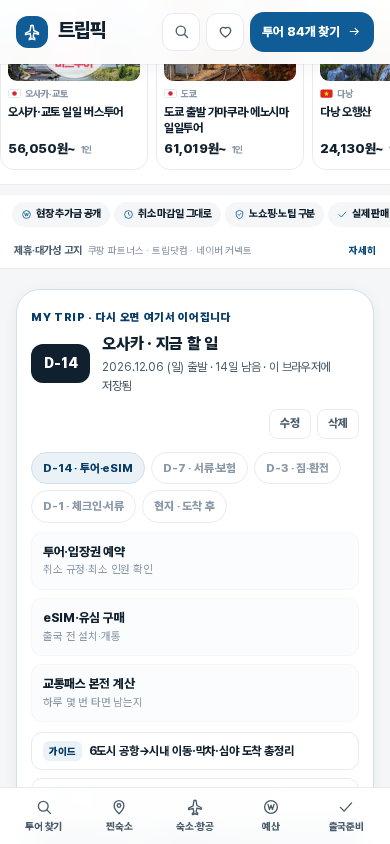 트립픽
투어 84개 찾기 →
오사카·교토
도쿄
다낭
오사카·교토 일일 버스투어
도쿄 출발 가마쿠라·에노시마
일일투어
다낭 오행산
56,050원~ 1인
61,019원~ 1인
24,130원~
현장 추가금 공개
취소 마감일 그대로
노쇼핑·노팁 구분
실제 판매
제휴·대가성 고지 쿠팡 파트너스 · 트립닷컴 · 네이버 커넥트
자세히
MY TRIP · 다시 오면 여기서 이어집니다
D-14
오사카 · 지금 할 일
2026.12.06 (일) 출발 · 14일 남음 · 이 브라우저에
저장됨
수정
삭제
D-14 · 투어·eSIM
D-7 · 서류·보험
D-3 · 짐·환전
D-1 · 체크인·서류
현지 · 도착 후
투어·입장권 예약
취소 규정·최소 인원 확인
eSIM·유심 구매
출국 전 설치·개통
교통패스 본전 계산
하루 몇 번 타면 남는지
가이드
6도시 공항→시내 이동·막차·심야 도착 총정리
투어 찾기
찐숙소
숙소·항공
예산
출국준비